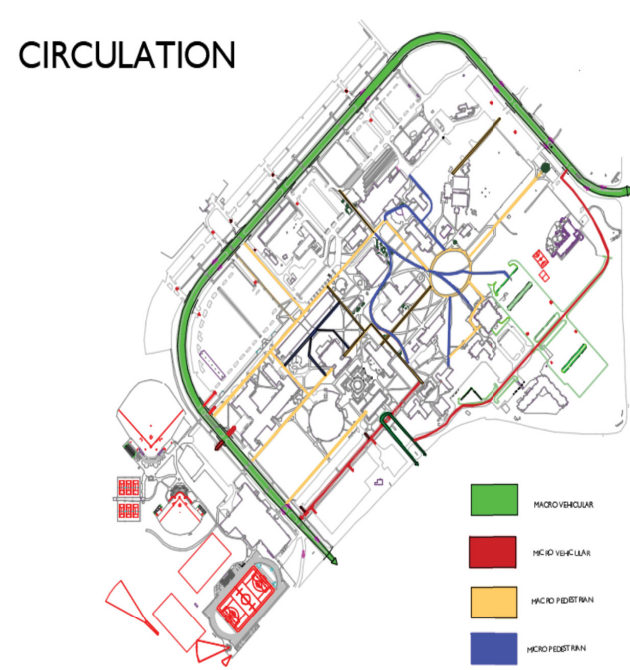 CIRCULATION
MACRO VEHICULAR
MICRO VEHICULAR
MACRO PEDESTRIAN
MICRO PEDESTRIAN